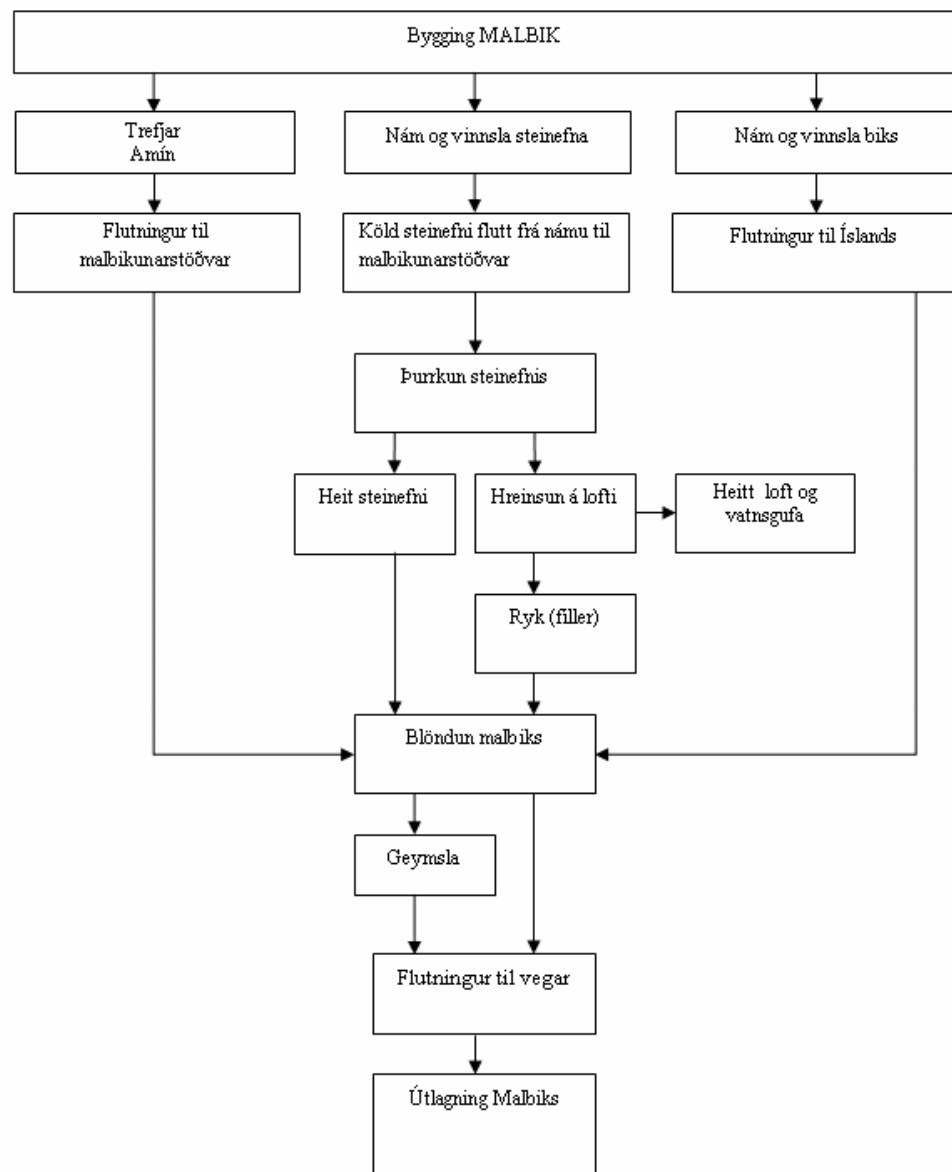 Bygging MALBIK
Trefjar
Amín
Nám og vinnsla steinefna
Nám og vinnsla biks
Flutningur til
malbikunarstöðvar
Köld steinefni flutt frá námu til
malbikunarstöðvar
Flutningur til Íslands
Þurrkun steinefnis
Heit steinefni
Hreinsun á lofti
Heitt loft og
vatnsgufa
Ryk (filler)
Blöndun malbiks
Geymsla
Flutningur til vegar
Útlagning Malbiks